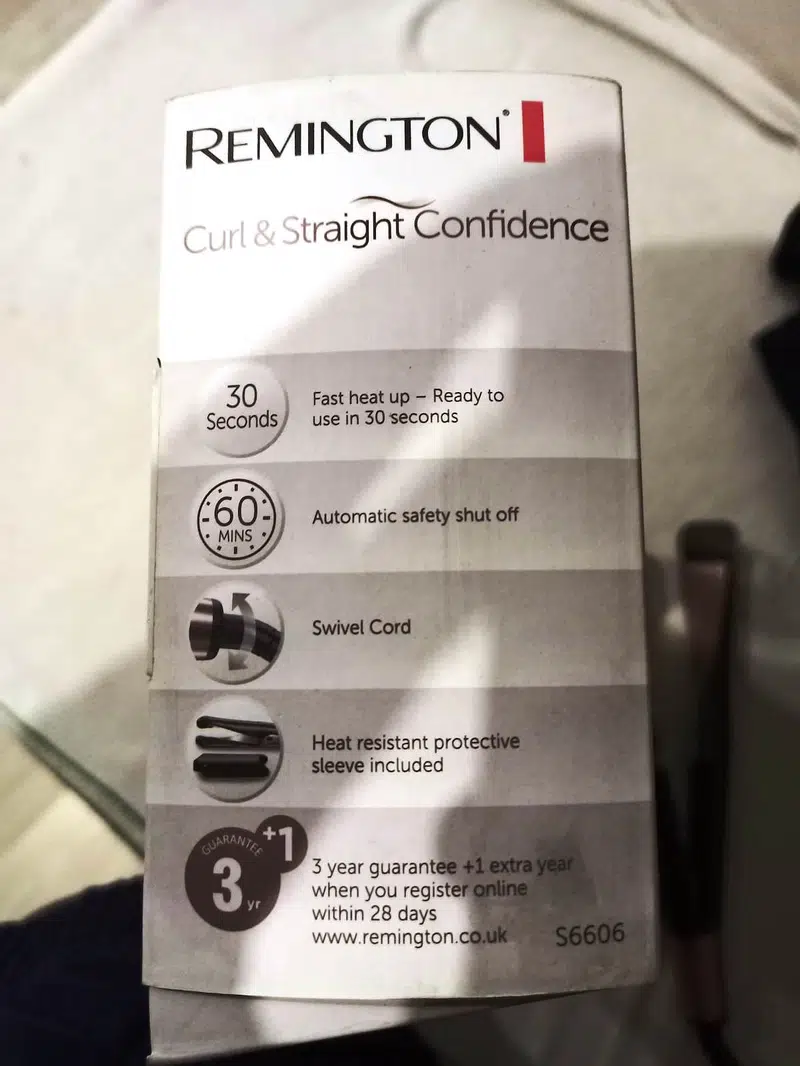 REMINGTON®
Curl & Straight Confidence
30
Seconds
Fast heat up – Ready to
use in 30 seconds
60
MINS
Automatic safety shut off
Swivel Cord
Heat resistant protective
sleeve included
GUARANTEE
+1
3
yr
3 year guarantee +1 extra year
when you register online
within 28 days
www.remington.co.uk
S6606